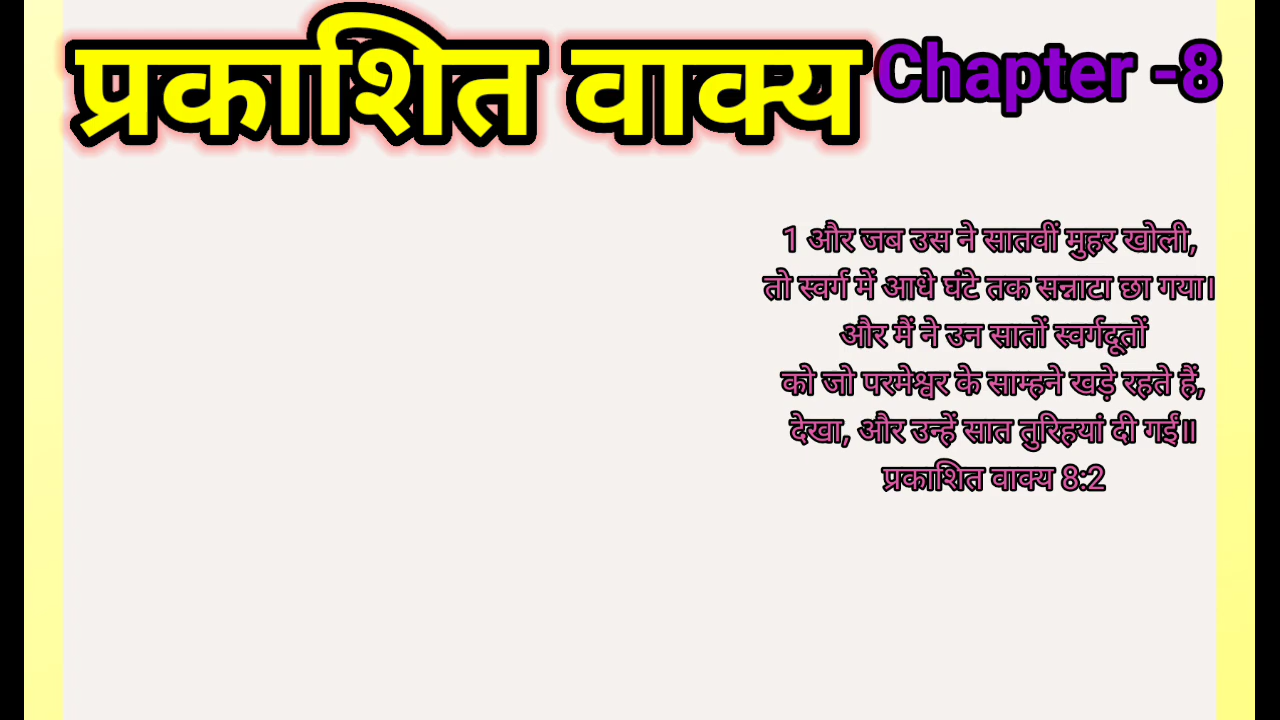 प्रकाशित वाक्य Chapter -8
1 और जब उस ने सातवीं मुहर खोली,
तो स्वर्ग में आधे घंटे तक सन्नाटा छा गया।
और मैं ने उन सातों स्वर्गदूतों
को जो परमेश्वर के साम्हने खड़े रहते हैं,
देखा, और उन्हें सात तुरिहयां दी गईं॥
प्रकाशित वाक्य 8:2